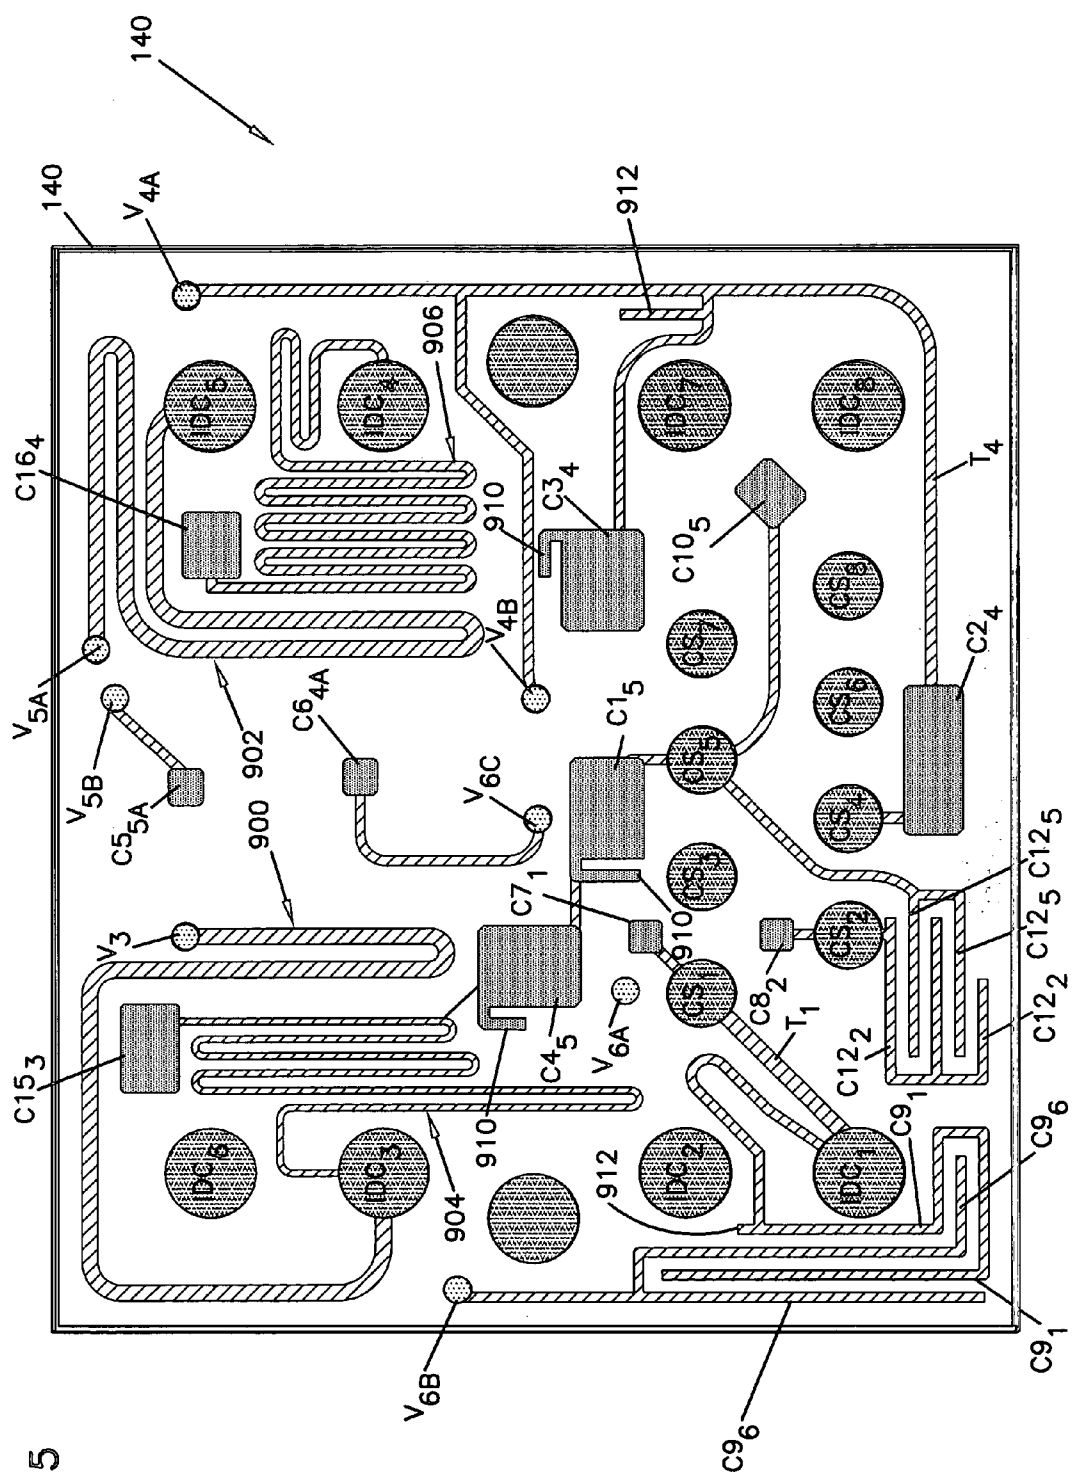 5
C153
V5A
C164
140
V5B
C55A
V3
V4A
140
IDC6
IDC5
900
902
C64A
IDC3
IDC4
V6B
904
906
910
V6C
V4B
910
C45
C71
C15
C34
912
V6A
910
912
IDC2
CS1
CS3
CS5
CS7
C105
IDC7
C96
C82
T1
IDC1
CS2
CS4
CS6
CS8
IDC8
C91
C122
C24
T4
C91
C96
C122
C125
C125